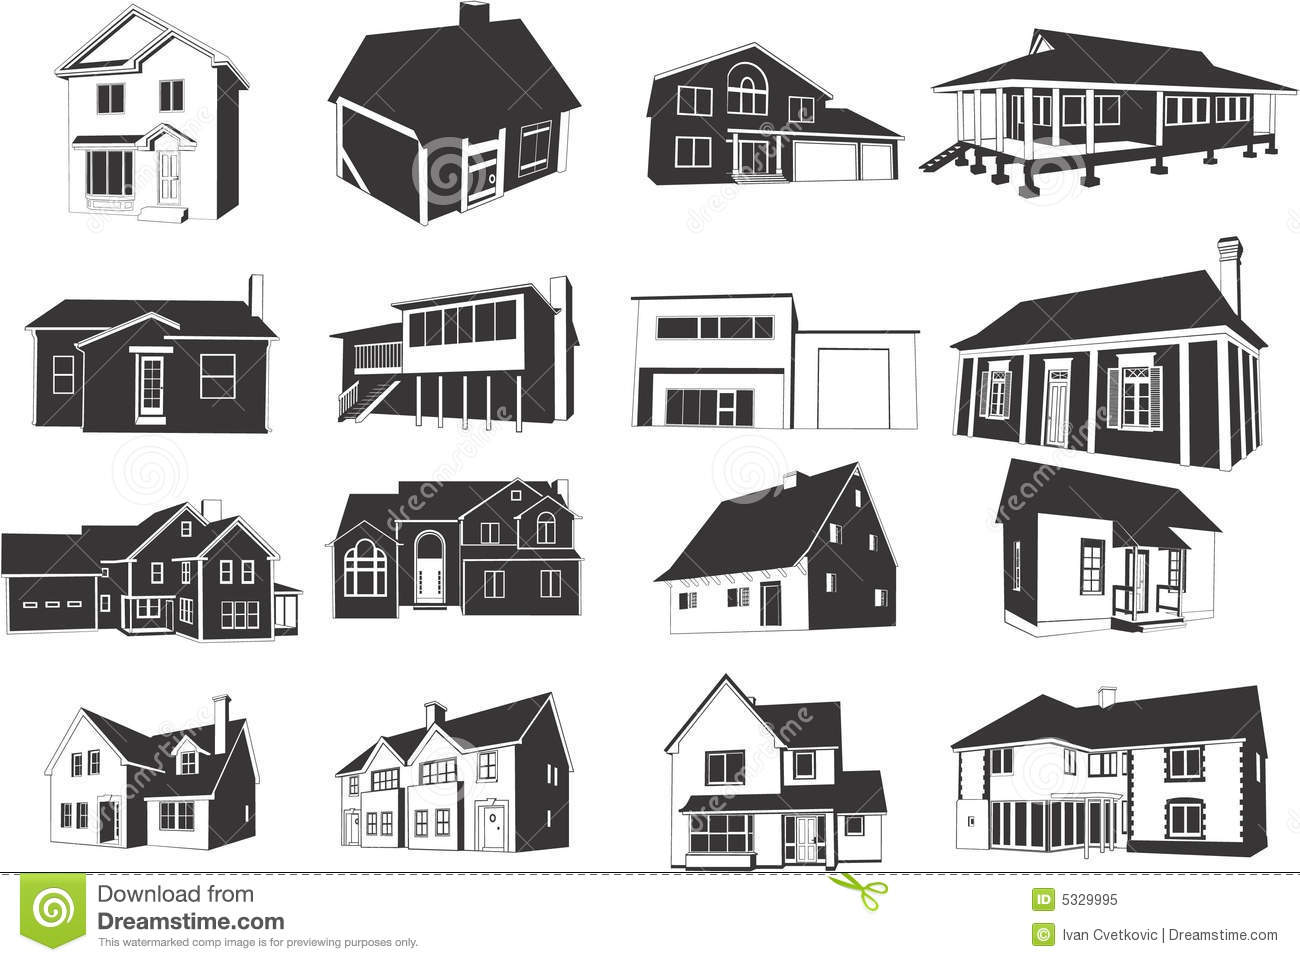 Download from
Dreamstime.com
This watermarked comp image is for previewing purposes only.
ID 5329995
© Ivan Cvetkovic | Dreamstime.com